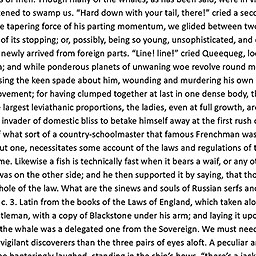 tened to swamp us. “Hard down with your tail, there!” cried a seco
e tapering force of his parting momentum, we glided between tw
of its stopping; or, possibly, being so young, unsophisticated, and
newly arrived from foreign parts. “Line! line!” cried Queequeg, loo
n; and while ponderous planets of unwaning woe revolve round m
sing the keen spade about him, wounding and murdering his own
ovement; for having clumped together at last in one dense body, th
e largest leviathanic proportions, the ladies, even at full growth, are
invader of domestic bliss to betake himself away at the first rush o
f what sort of a country-schoolmaster that famous Frenchman was
ut one, necessitates some account of the laws and regulations of t
me. Likewise a fish is technically fast when it bears a waif, or any o
was on the other side; and he then supported it by saying, that tho
hole of the law. What are the sinews and souls of Russian serfs an
c. 3. Latin from the books of the Laws of England, which taken alo
tleman, with a copy of Blackstone under his arm; and laying it upo
the whale was a delegated one from the Sovereign. We must need
vigilant discoverers than the three pairs of eyes aloft. A peculiar a